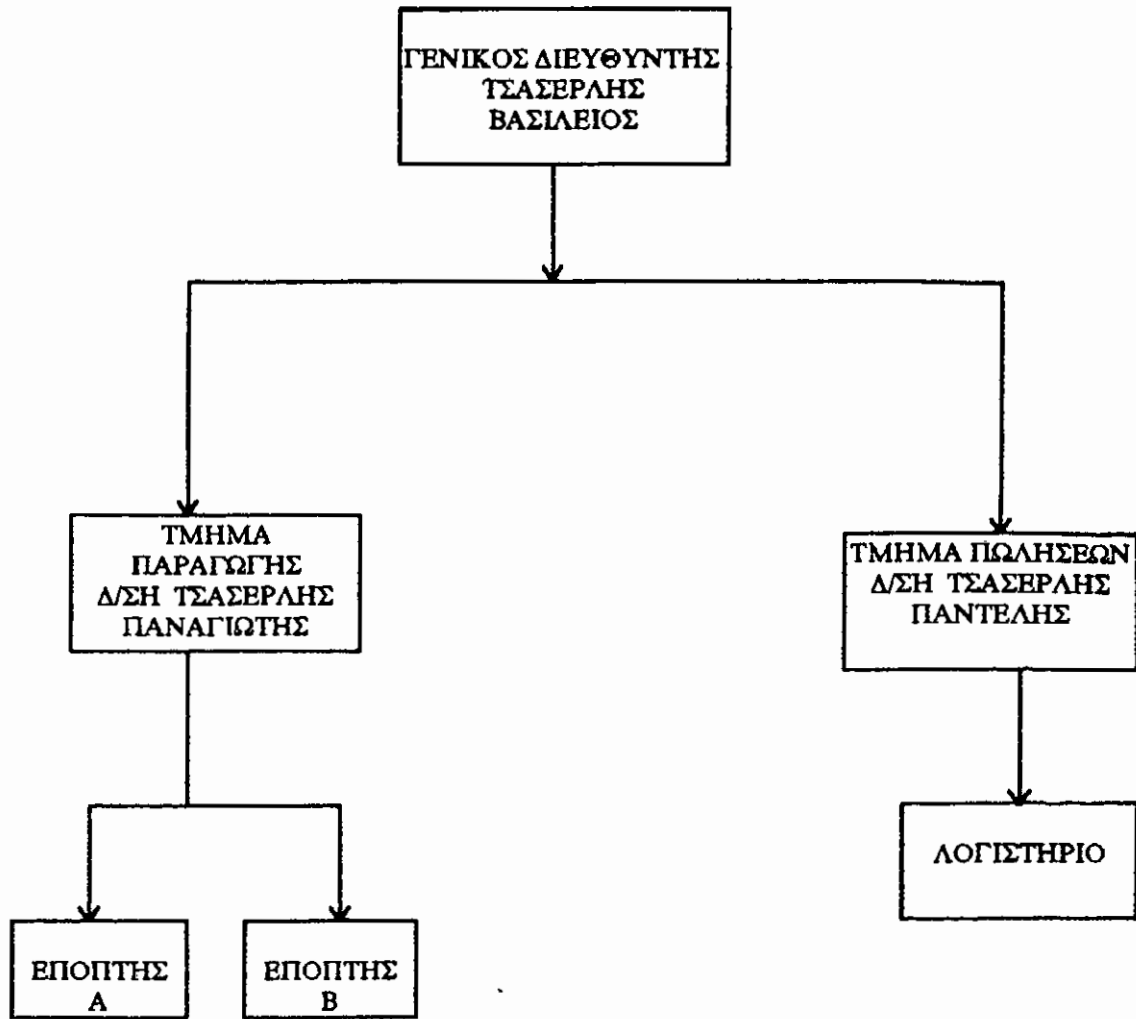 ΓΕΝΙΚΟΣ ΔΙΕΥΘΥΝΤΗΣ
ΤΣΑΣΕΡΛΗΣ
ΒΑΣΙΛΕΙΟΣ
ΤΜΗΜΑ
ΠΑΡΑΓΩΓΗΣ
Δ/ΣΗ ΤΣΑΣΕΡΛΗΣ
ΠΑΝΑΓΙΩΤΗΣ
ΤΜΗΜΑ ΠΩΛΗΣΕΩΝ
Δ/ΣΗ ΤΣΑΣΕΡΛΗΣ
ΠΑΝΤΕΛΗΣ
ΕΠΟΠΤΗΣ
Α
ΕΠΟΠΤΗΣ
Β
ΛΟΓΙΣΤΗΡΙΟ